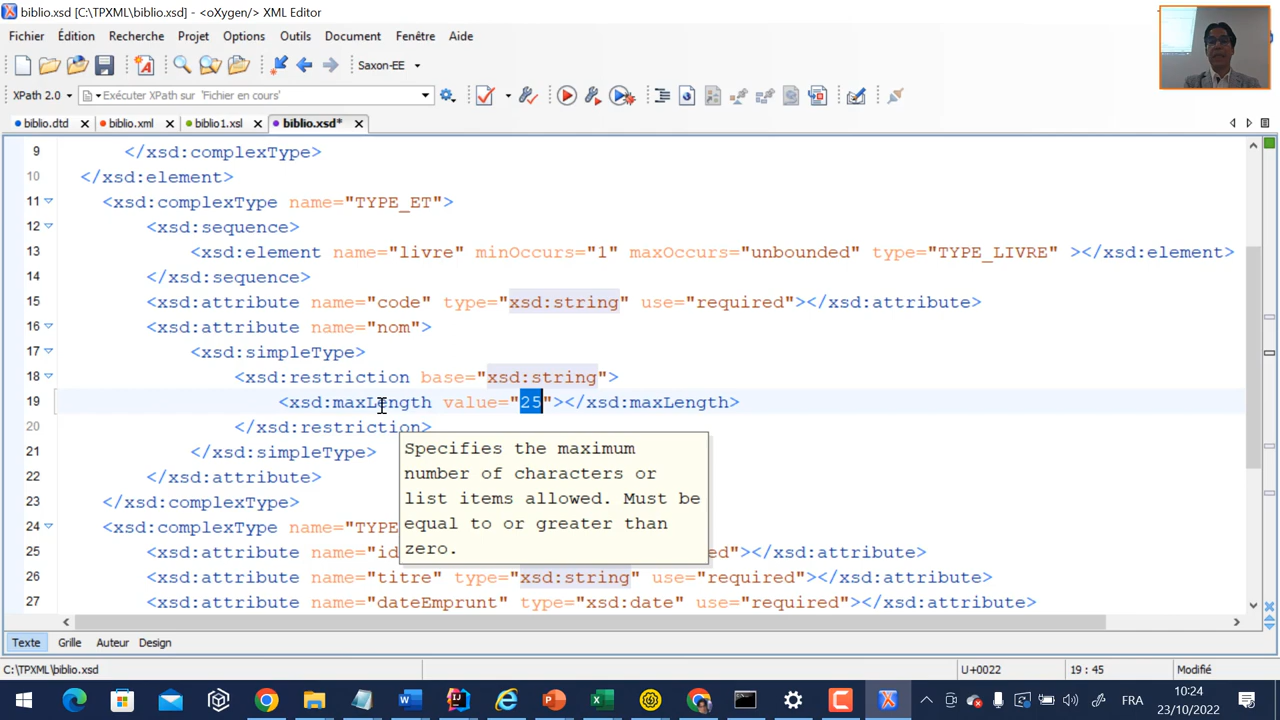 biblio.xsd [C:\TPXML\biblio.xsd] - <oXygen/> XML Editor
Fichier Édition Recherche Projet Options Outils Document Fenêtre Aide
Saxon-EE
XPath 2.0 Exécuter XPath sur 'Fichier en cours'
biblio.dtd biblio.xml biblio1.xsl biblio.xsd*
9 </xsd:complexType>
10 </xsd:element>
11 <xsd:complexType name="TYPE_ET">
12 <xsd:sequence>
13 <xsd:element name="livre" minOccurs="1" maxOccurs="unbounded" type="TYPE_LIVRE" ></xsd:element>
14 </xsd:sequence>
15 <xsd:attribute name="code" type="xsd:string" use="required"></xsd:attribute>
16 <xsd:attribute name="nom">
17 <xsd:simpleType>
18 <xsd:restriction base="xsd:string">
19 <xsd:maxLength value="25"></xsd:maxLength>
20 </xsd:restriction>
21 </xsd:simpleType>
22 </xsd:attribute>
23 </xsd:complexType>
24 <xsd:complexType name="TYPE
25 <xsd:attribute name="id ed"></xsd:attribute>
26 <xsd:attribute name="titre" type="xsd:string" use="required"></xsd:attribute>
27 <xsd:attribute name="dateEmprunt" type="xsd:date" use="required"></xsd:attribute>
Specifies the maximum
number of characters or
list items allowed. Must be
equal to or greater than
zero.
Texte Grille Auteur Design
C:\TPXML\biblio.xsd U+0022 19 : 45 Modifié
FRA 10:24
23/10/2022